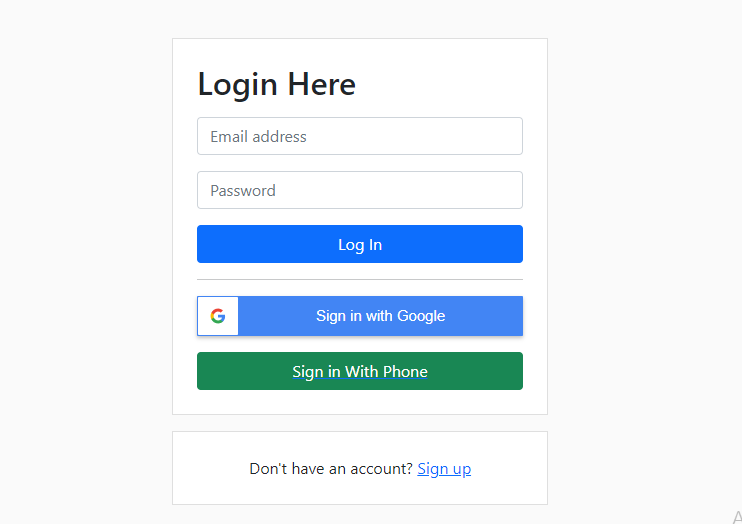 Login Here
Email address
Password
Log In
Sign in with Google
Sign in With Phone
Don't have an account? Sign up